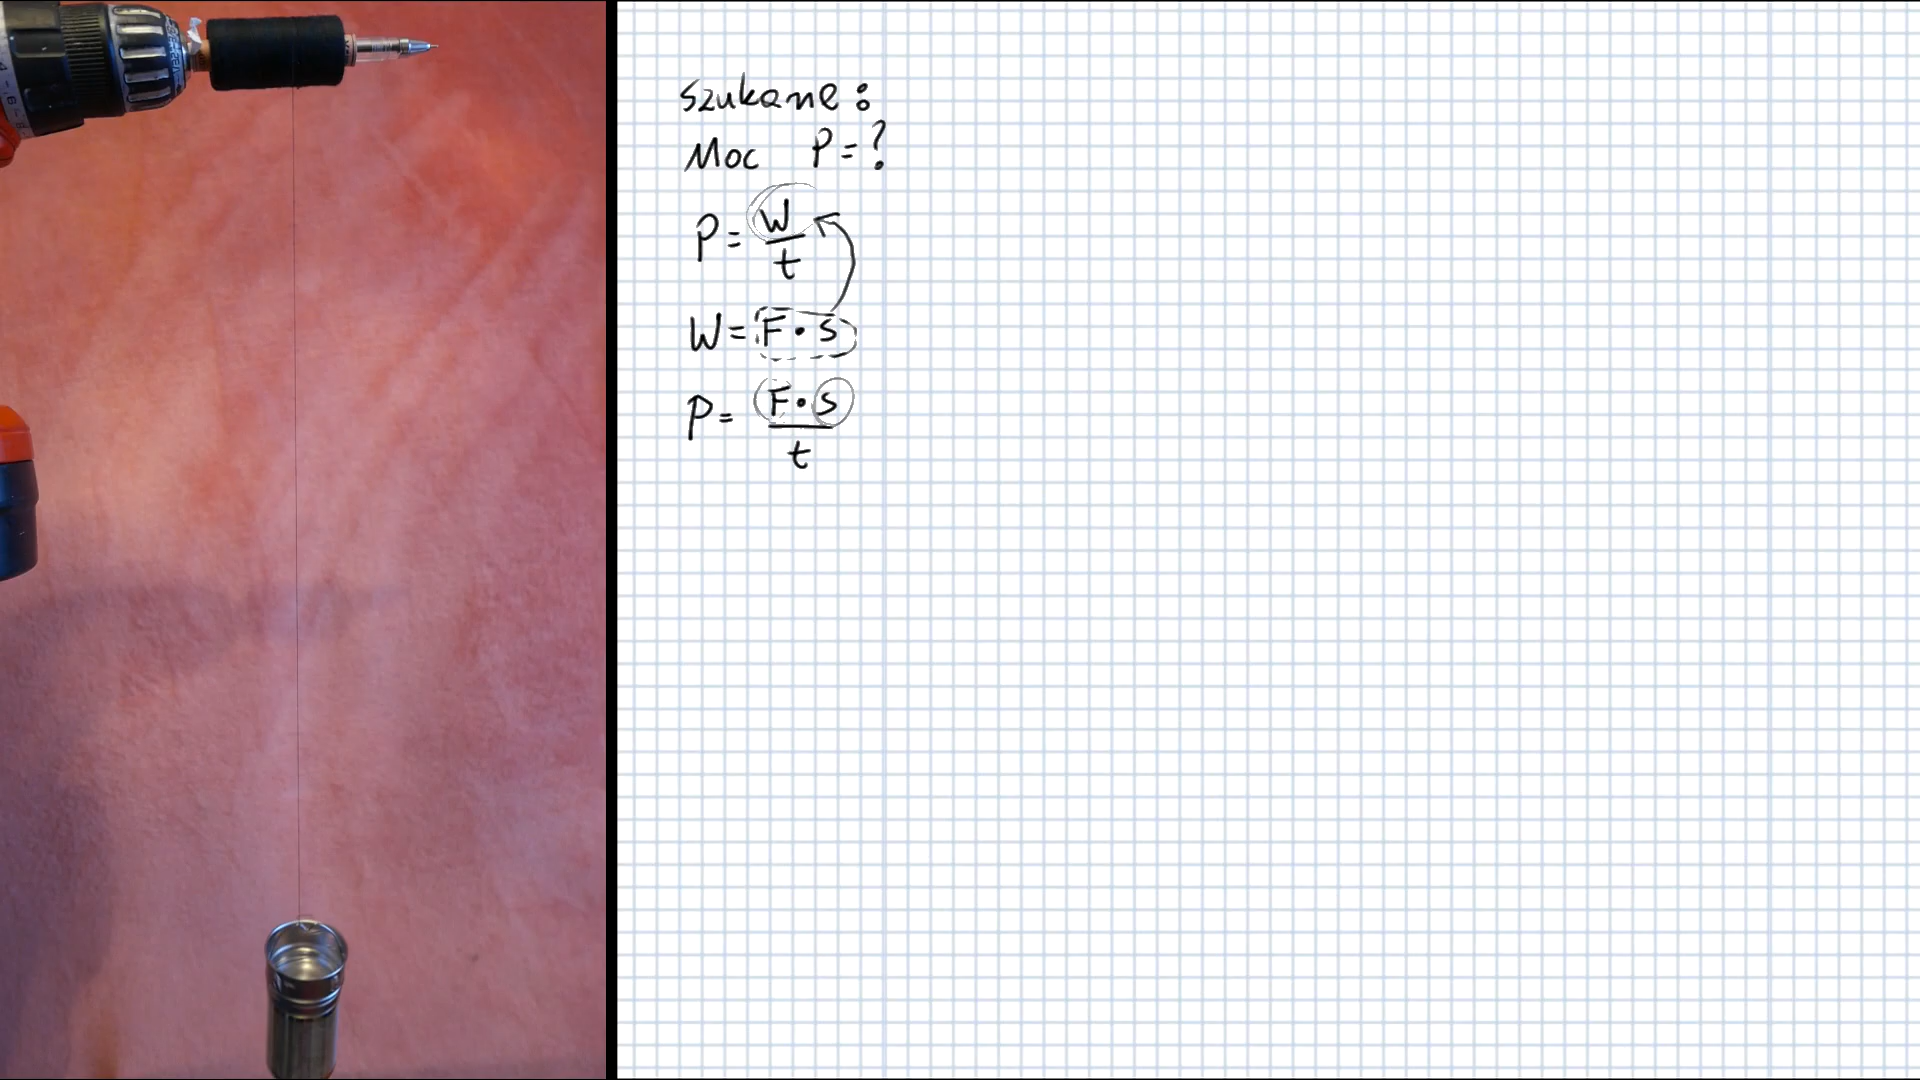 Szukane:
Moc P=?
P= W/t
W= F·s
P= F·s/t